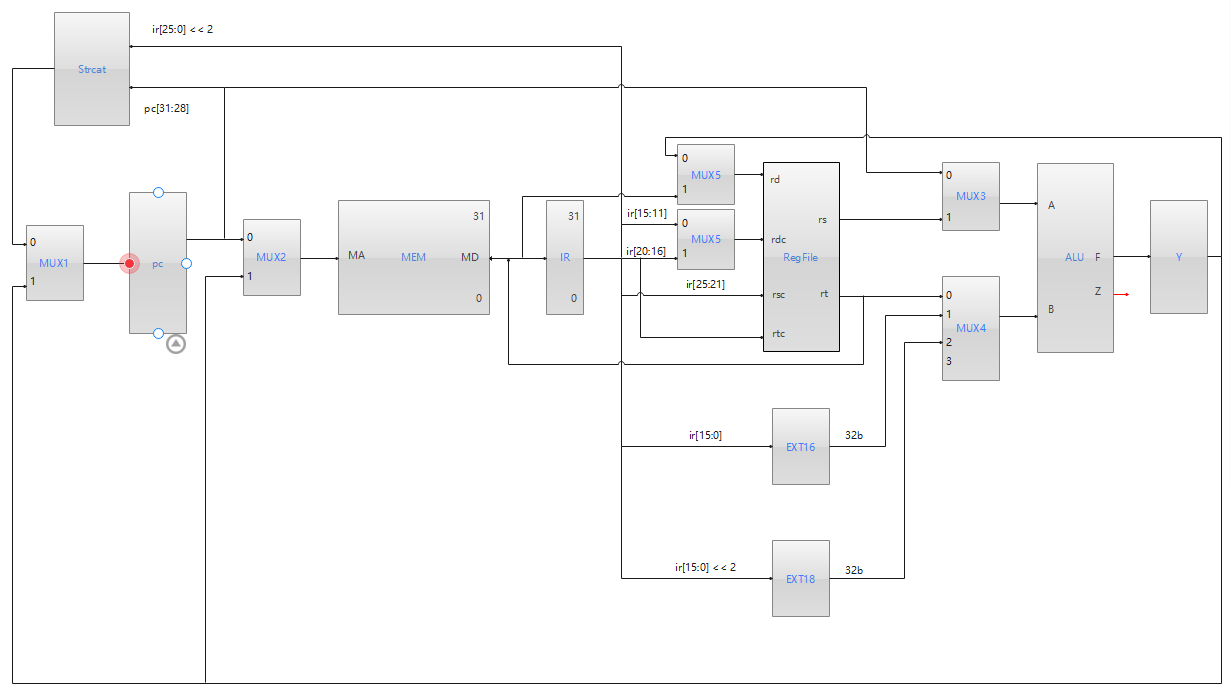 ir[25:0] << 2
Strcat
pc[31:28]
0
MUX1
1
pc
0
MUX2
1
31
MA
MEM
MD
0
31
IR
0
ir[15:11]
ir[20:16]
ir[25:21]
0
MUX5
1
0
MUX5
1
rd
rs
rdc
RegFile
rsc
rt
rtc
0
MUX3
1
0
1
MUX4
2
3
A
ALU
F
Z
B
Y
ir[15:0]
EXT16
32b
ir[15:0] << 2
EXT18
32b